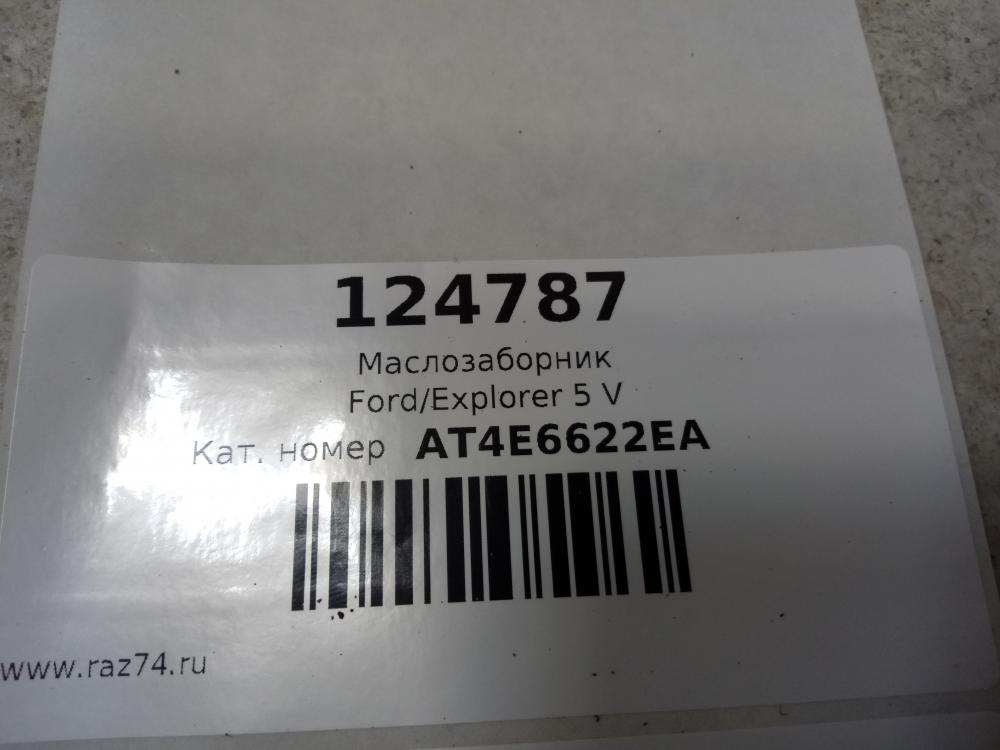 124787
Маслозаборник
Ford/Explorer 5 V
Кат. номер AT4E6622EA
www.raz74.ru